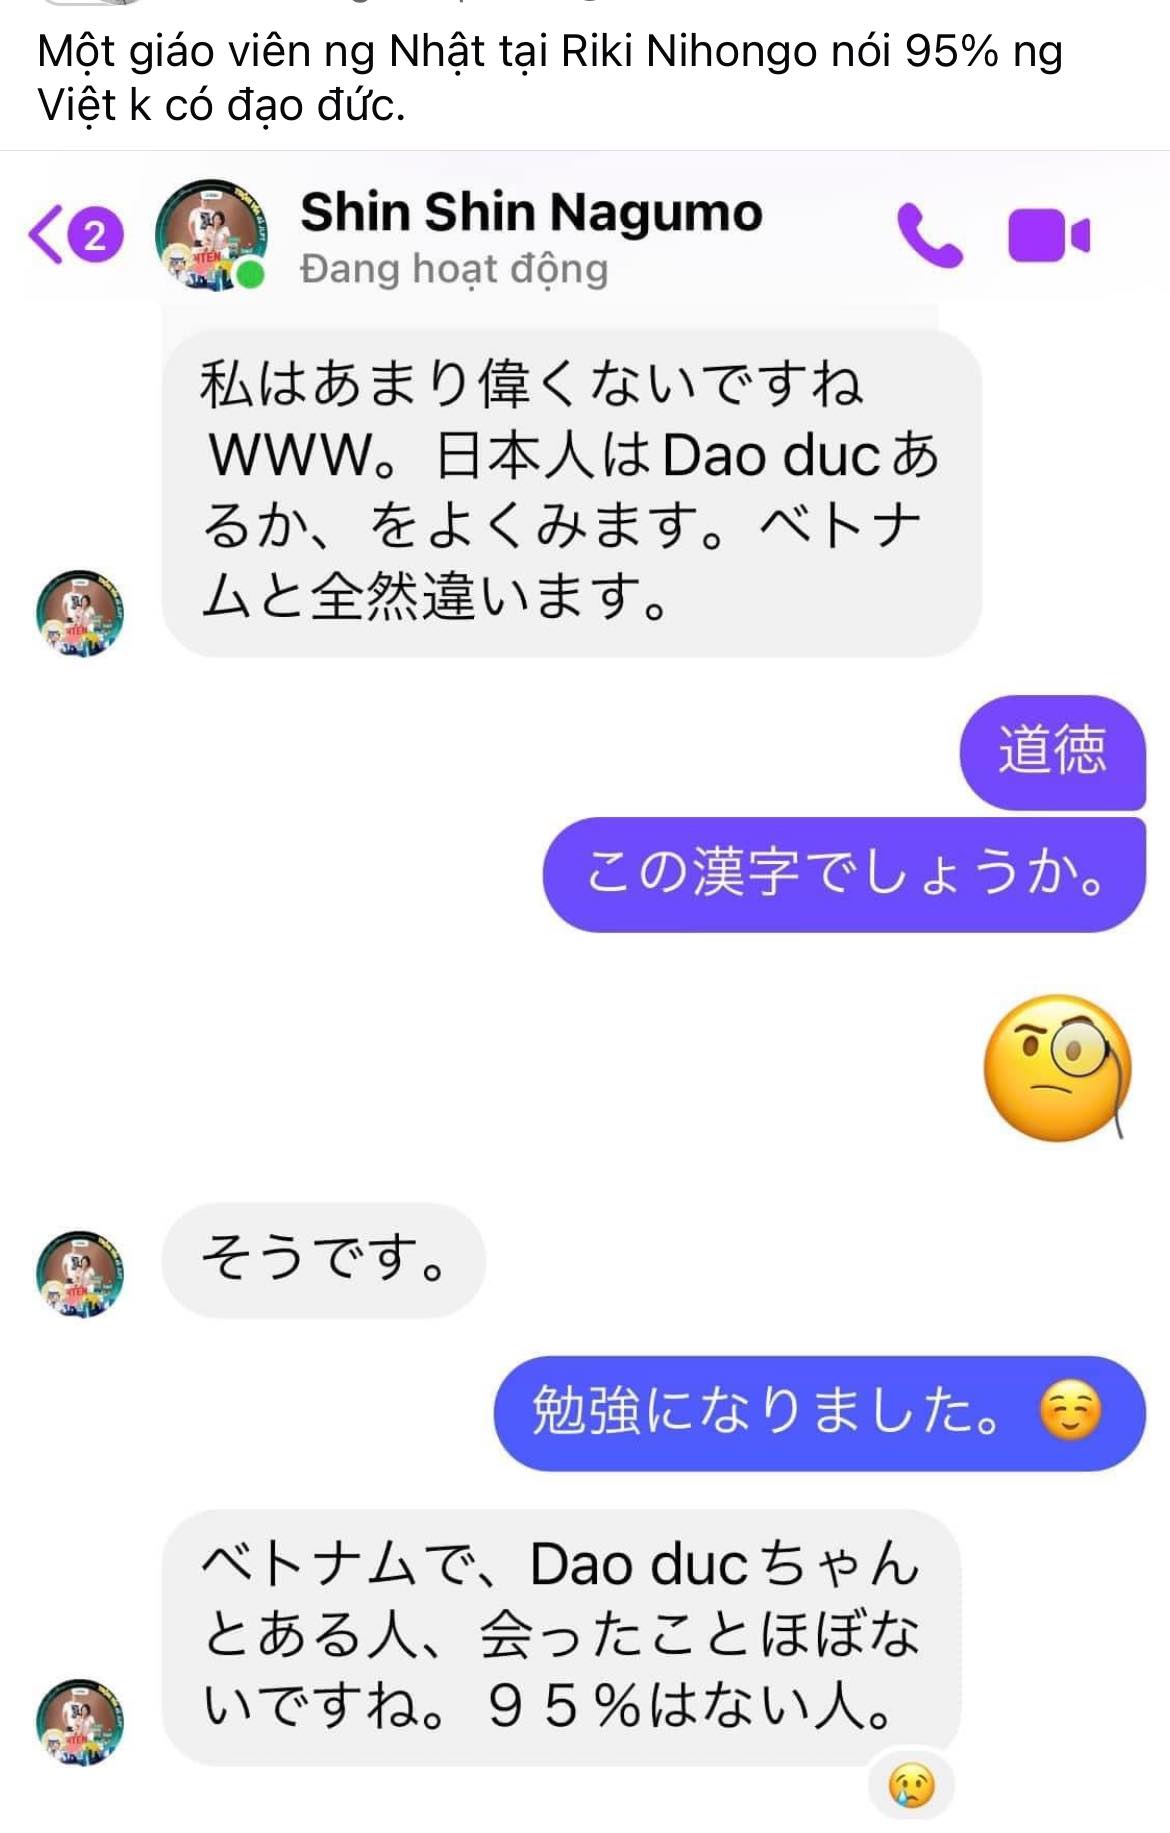 Một giáo viên ng Nhật tại Riki Nihongo nói 95% ng
Việt k có đạo đức.
2
Shin Shin Nagumo
Đang hoạt động
私はあまり偉くないですね
WWW。日本人はDao ducあ
るか、をよくみます。ベトナ
ムと全然違います。
道徳
この漢字でしょうか。
そうです。
勉強になりました。
ベトナムで、Dao ducちゃん
とある人、会ったことほぼな
いですね。９５%はない人。